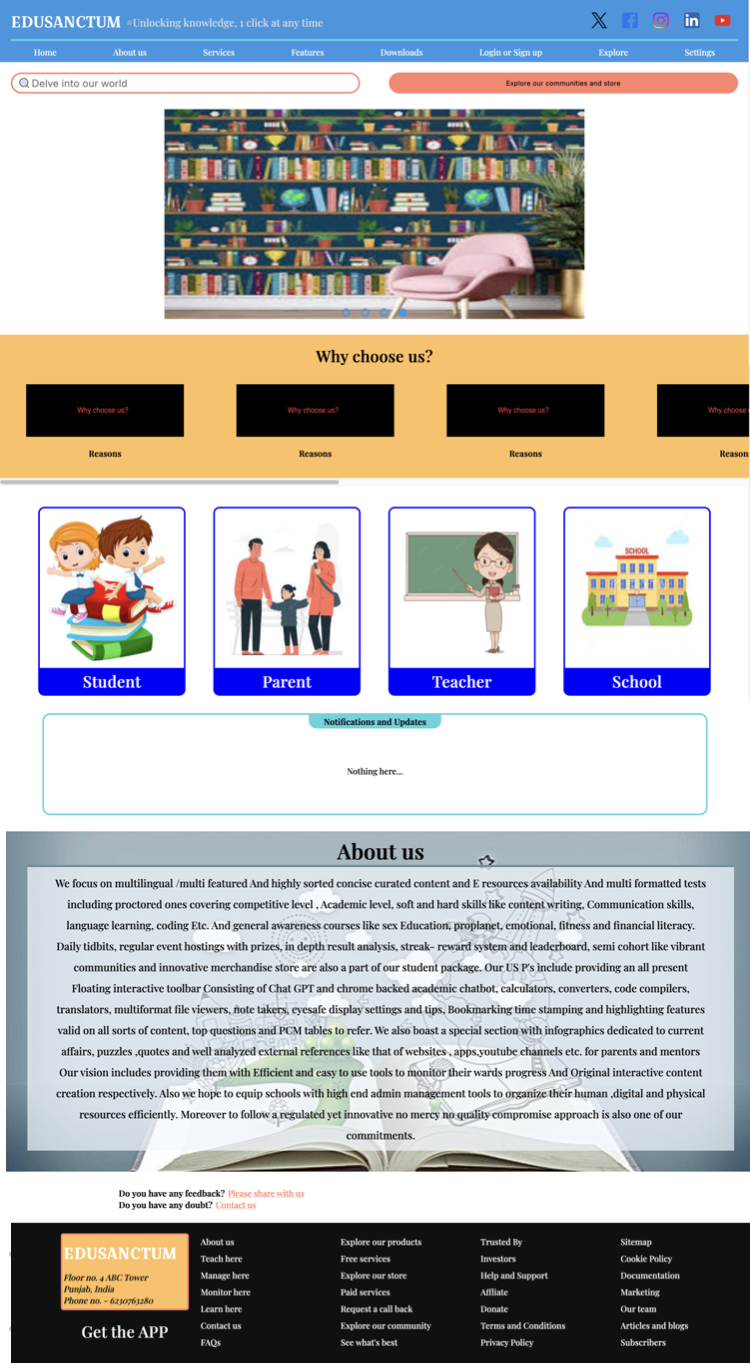 EDUSANCTUM #Unlocking knowledge, 1 click at any time
Home About us Services Features Downloads Login or Sign up Explore Settings
Delve into our world Explore our communities and store
Why choose us?
Why choose us? Why choose us? Why choose us? Why choose
Reasons Reasons Reasons Reason
SCHOOL
Student Parent Teacher School
Notifications and Updates
Nothing here...
About us
We focus on multilingual /multi featured And highly sorted concise curated content and E resources availability And multi formatted tests
including proctored ones covering competitive level , Academic level, soft and hard skills like content writing, Communication skills,
language learning, coding Etc. And general awareness courses like sex Education, proplanet, emotional, fitness and financial literacy.
Daily tidbits, regular event hostings with prizes, in depth result analysis, streak- reward system and leaderboard, semi cohort like vibrant
communities and innovative merchandise store are also a part of our student package. Our US P's include providing an all present
Floating interactive toolbar Consisting of Chat GPT and chrome backed academic chatbot, calculators, converters, code compilers,
translators, multiformat file viewers, note takers, eyesafe display settings and tips, Bookmarking time stamping and highlighting features
valid on all sorts of content, top questions and PCM tables to refer. We also boast a special section with infographics dedicated to current
affairs, puzzles ,quotes and well analyzed external references like that of websites , apps,youtube channels etc. for parents and mentors
Our vision includes providing them with Efficient and easy to use tools to monitor their wards progress And Original interactive content
creation respectively. Also we hope to equip schools with high end admin management tools to organize their human ,digital and physical
resources efficiently. Moreover to follow a regulated yet innovative no mercy no quality compromise approach is also one of our
commitments.
Do you have any feedback? Please share with us
Do you have any doubt? Contact us
EDUSANCTUM
Floor no. 4 ABC Tower
Punjab, India
Phone no. - 6230763280
Get the APP
About us
Teach here
Manage here
Monitor here
Learn here
Contact us
FAQs
Explore our products
Free services
Explore our store
Paid services
Request a call back
Explore our community
See what's best
Trusted By
Investors
Help and Support
Affliate
Donate
Terms and Conditions
Privacy Policy
Sitemap
Cookie Policy
Documentation
Marketing
Our team
Articles and blogs
Subscribers